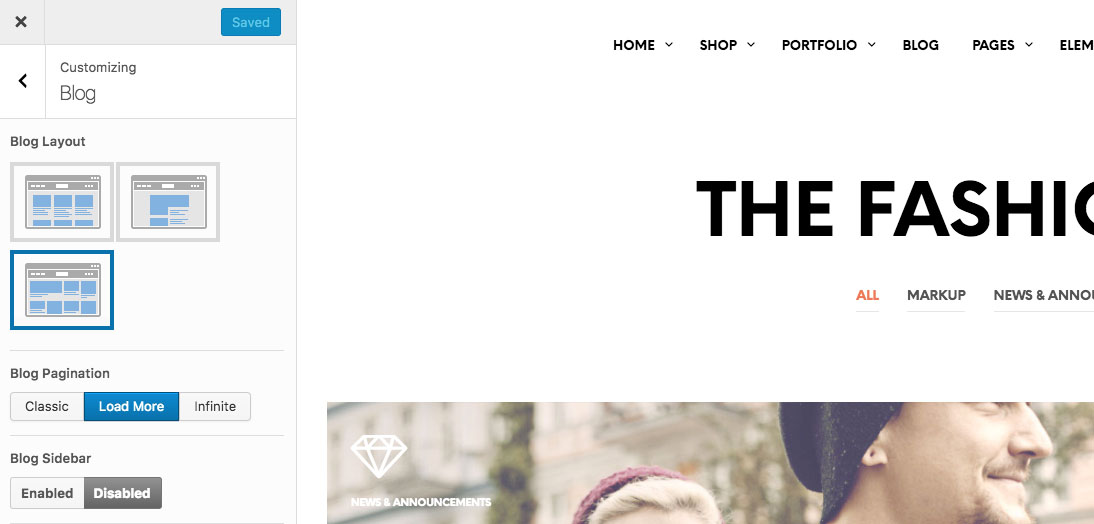 Saved
Customizing
Blog
Blog Layout
Blog Pagination
Classic Load More Infinite
Blog Sidebar
Enabled Disabled
HOME SHOP PORTFOLIO BLOG PAGES ELEM
THE FASHIO
ALL MARKUP NEWS & ANNOU
NEWS & ANNOUNCEMENTS